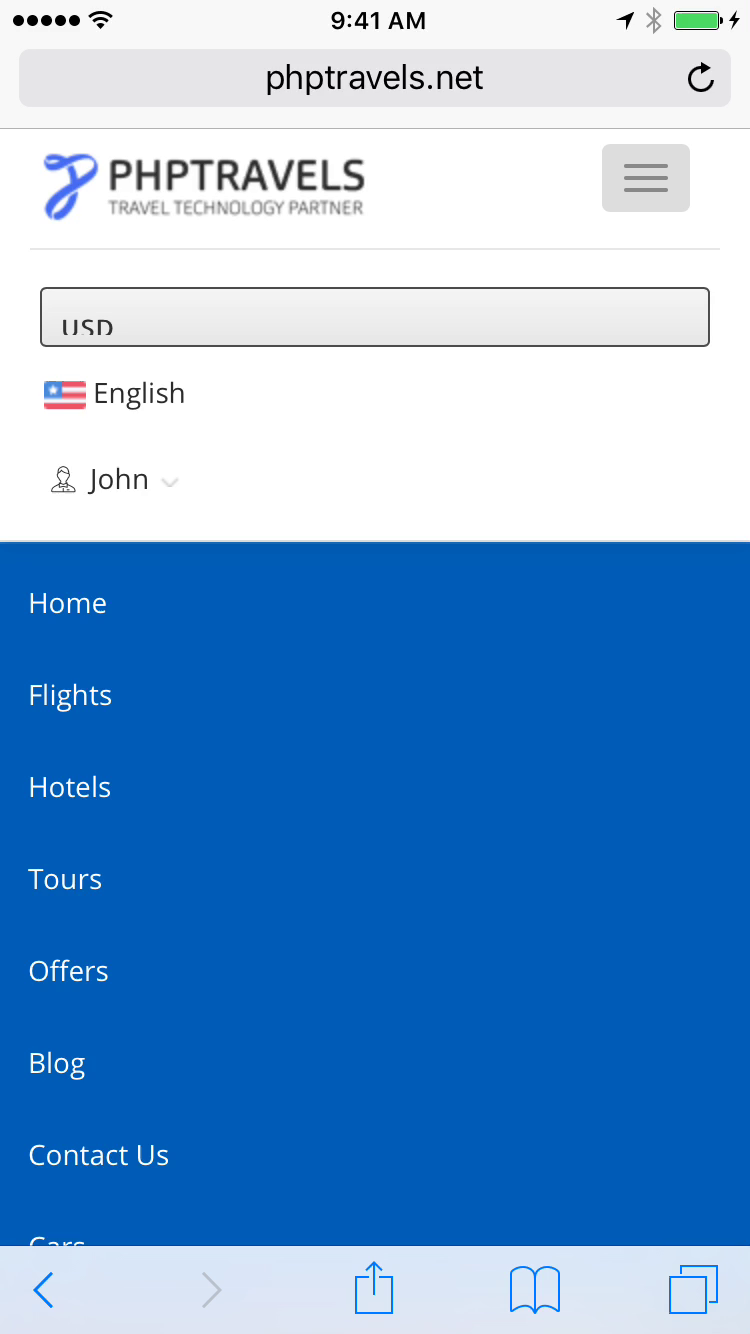 9:41 AM
phptravels.net
PHPTRAVELS
TRAVEL TECHNOLOGY PARTNER
USD
English
John
Home
Flights
Hotels
Tours
Offers
Blog
Contact Us
Cars